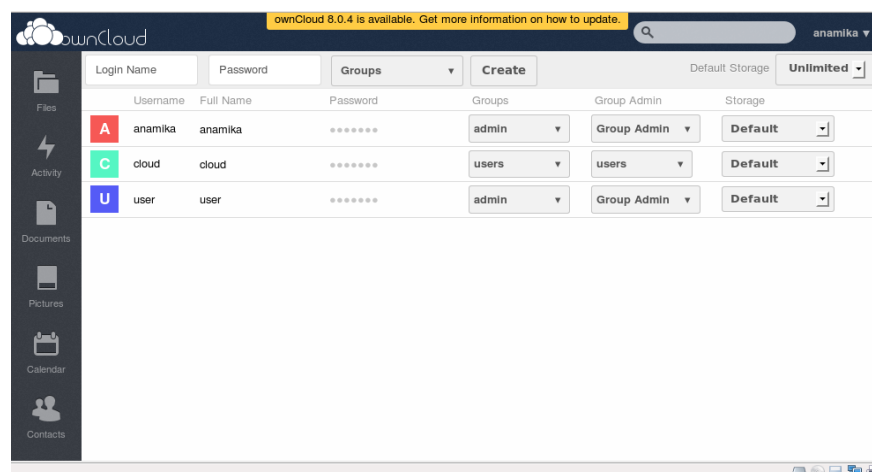 ownCloud 8.0.4 is available. Get more information on how to update.
ownCloud
anamika ▾
Login Name Password Groups ▾ Create Default Storage Unlimited
Username Full Name Password Groups Group Admin Storage
A anamika anamika ●●●●●●● admin ▾ Group Admin ▾ Default
C cloud cloud ●●●●●●● users ▾ users ▾ Default
U user user ●●●●●●● admin ▾ Group Admin ▾ Default
Files
Activity
Documents
Pictures
Calendar
Contacts